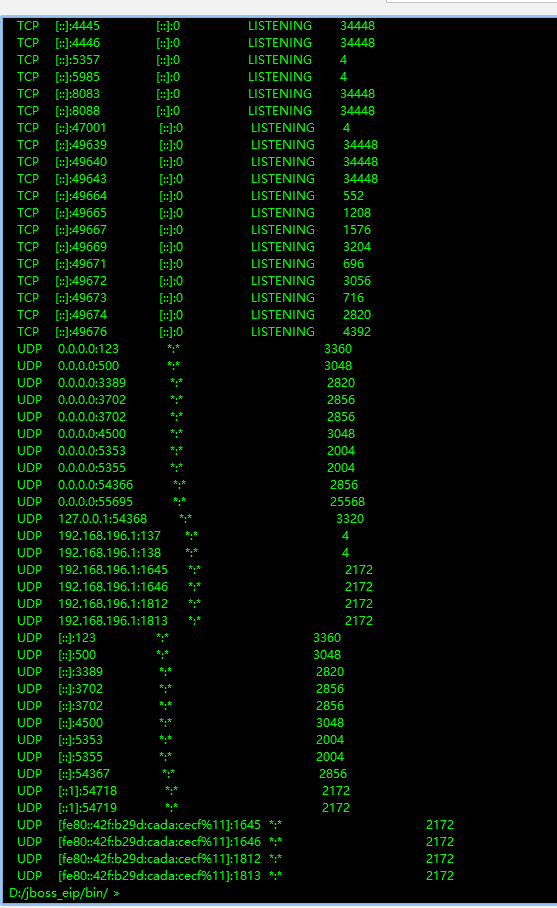 TCP [::]:4445 [::]:0 LISTENING 34448
TCP [::]:4446 [::]:0 LISTENING 34448
TCP [::]:5357 [::]:0 LISTENING 4
TCP [::]:5985 [::]:0 LISTENING 4
TCP [::]:8083 [::]:0 LISTENING 34448
TCP [::]:8088 [::]:0 LISTENING 34448
TCP [::]:47001 [::]:0 LISTENING 4
TCP [::]:49639 [::]:0 LISTENING 34448
TCP [::]:49640 [::]:0 LISTENING 34448
TCP [::]:49643 [::]:0 LISTENING 34448
TCP [::]:49664 [::]:0 LISTENING 552
TCP [::]:49665 [::]:0 LISTENING 1208
TCP [::]:49667 [::]:0 LISTENING 1576
TCP [::]:49669 [::]:0 LISTENING 3204
TCP [::]:49671 [::]:0 LISTENING 696
TCP [::]:49672 [::]:0 LISTENING 3056
TCP [::]:49673 [::]:0 LISTENING 716
TCP [::]:49674 [::]:0 LISTENING 2820
TCP [::]:49676 [::]:0 LISTENING 4392
UDP 0.0.0.0:123 *:* 3360
UDP 0.0.0.0:500 *:* 3048
UDP 0.0.0.0:3389 *:* 2820
UDP 0.0.0.0:3702 *:* 2856
UDP 0.0.0.0:3702 *:* 2856
UDP 0.0.0.0:4500 *:* 3048
UDP 0.0.0.0:5353 *:* 2004
UDP 0.0.0.0:5355 *:* 2004
UDP 0.0.0.0:54366 *:* 2856
UDP 0.0.0.0:55695 *:* 25568
UDP 127.0.0.1:54368 *:* 3320
UDP 192.168.196.1:137 *:* 4
UDP 192.168.196.1:138 *:* 4
UDP 192.168.196.1:1645 *:* 2172
UDP 192.168.196.1:1646 *:* 2172
UDP 192.168.196.1:1812 *:* 2172
UDP 192.168.196.1:1813 *:* 2172
UDP [::]:123 *:* 3360
UDP [::]:500 *:* 3048
UDP [::]:3389 *:* 2820
UDP [::]:3702 *:* 2856
UDP [::]:3702 *:* 2856
UDP [::]:4500 *:* 3048
UDP [::]:5353 *:* 2004
UDP [::]:5355 *:* 2004
UDP [::]:54367 *:* 2856
UDP [::1]:54718 *:* 2172
UDP [::1]:54719 *:* 2172
UDP [fe80::42f:b29d:cada:cecf%11]:1645 *:* 2172
UDP [fe80::42f:b29d:cada:cecf%11]:1646 *:* 2172
UDP [fe80::42f:b29d:cada:cecf%11]:1812 *:* 2172
UDP [fe80::42f:b29d:cada:cecf%11]:1813 *:* 2172
D:/jboss_eip/bin/ >